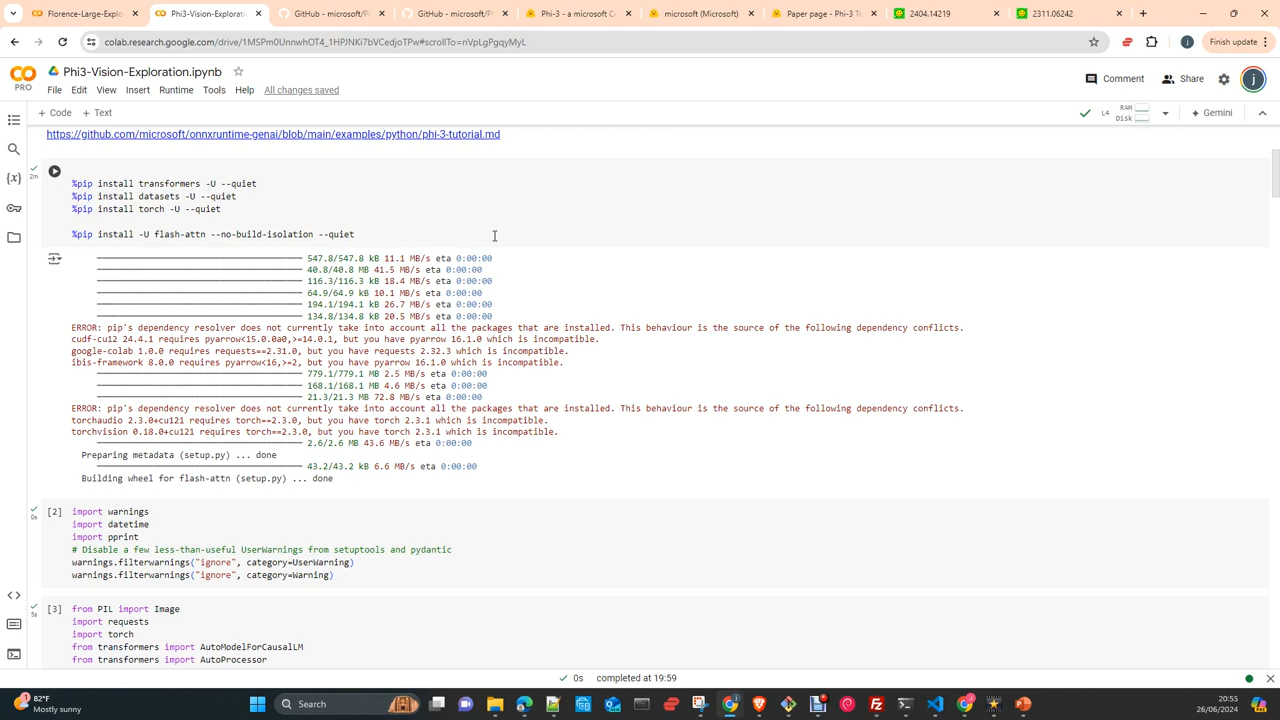 Florence-Large-Explorat
Phi3-Vision-Exploration
GitHub - microsoft/Ph
GitHub - microsoft/Ph
Phi-3 - a microsoft Co
microsoft (Microsoft)
Paper page - Phi-3 Te
2404.14219
2311.06242
colab.research.google.com/drive/1MSPm0UnnwhOT4_1HPJNKi7bVCedjoTPw#scrollTo=nVpLgPgqyMyL
Finish update
CO
PRO
Phi3-Vision-Exploration.ipynb
Comment
Share
j
File Edit View Insert Runtime Tools Help All changes saved
+ Code + Text
L4
RAM
Disk
Gemini
https://github.com/microsoft/onnxruntime-genai/blob/main/examples/python/phi-3-tutorial.md
2m
%pip install transformers -U --quiet
%pip install datasets -U --quiet
%pip install torch -U --quiet
%pip install -U flash-attn --no-build-isolation --quiet
547.8/547.8 kB 11.1 MB/s eta 0:00:00
40.8/40.8 MB 41.5 MB/s eta 0:00:00
116.3/116.3 kB 18.4 MB/s eta 0:00:00
64.9/64.9 kB 10.1 MB/s eta 0:00:00
194.1/194.1 kB 26.7 MB/s eta 0:00:00
134.8/134.8 kB 20.5 MB/s eta 0:00:00
ERROR: pip's dependency resolver does not currently take into account all the packages that are installed. This behaviour is the source of the following dependency conflicts.
cudf-cu12 24.4.1 requires pyarrow<15.0.0a0,>=14.0.1, but you have pyarrow 16.1.0 which is incompatible.
google-colab 1.0.0 requires requests==2.31.0, but you have requests 2.32.3 which is incompatible.
ibis-framework 8.0.0 requires pyarrow<16,>=2, but you have pyarrow 16.1.0 which is incompatible.
779.1/779.1 MB 2.5 MB/s eta 0:00:00
168.1/168.1 MB 4.6 MB/s eta 0:00:00
21.3/21.3 MB 72.8 MB/s eta 0:00:00
ERROR: pip's dependency resolver does not currently take into account all the packages that are installed. This behaviour is the source of the following dependency conflicts.
torchaudio 2.3.0+cu121 requires torch==2.3.0, but you have torch 2.3.1 which is incompatible.
torchvision 0.18.0+cu121 requires torch==2.3.0, but you have torch 2.3.1 which is incompatible.
2.6/2.6 MB 43.6 MB/s eta 0:00:00
Preparing metadata (setup.py) ... done
43.2/43.2 kB 6.6 MB/s eta 0:00:00
Building wheel for flash-attn (setup.py) ... done
0s
[2] import warnings
import datetime
import pprint
# Disable a few less-than-useful UserWarnings from setuptools and pydantic
warnings.filterwarnings("ignore", category=UserWarning)
warnings.filterwarnings("ignore", category=Warning)
5s
[3] from PIL import Image
import requests
import torch
from transformers import AutoModelForCausalLM
from transformers import AutoProcessor
0s completed at 19:59
82°F
Mostly sunny
Search
20:55
26/06/2024